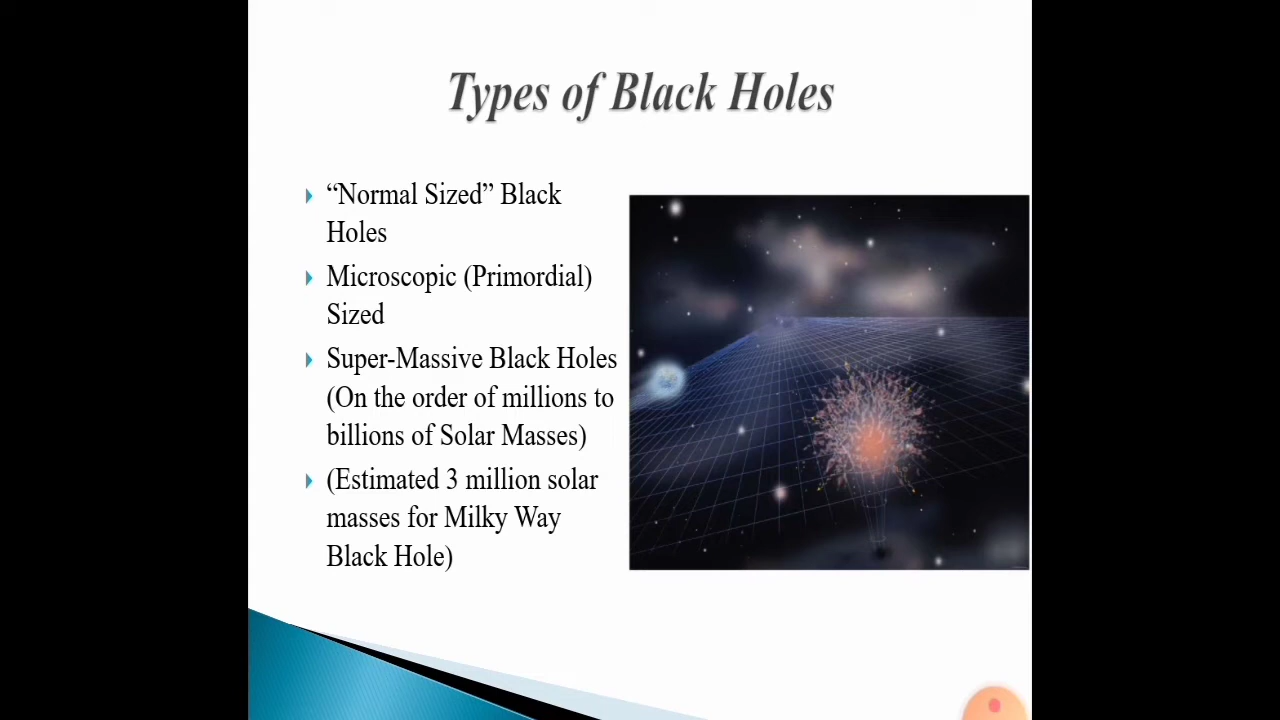 Types of Black Holes
“Normal Sized” Black
Holes
Microscopic (Primordial)
Sized
Super-Massive Black Holes
(On the order of millions to
billions of Solar Masses)
(Estimated 3 million solar
masses for Milky Way
Black Hole)